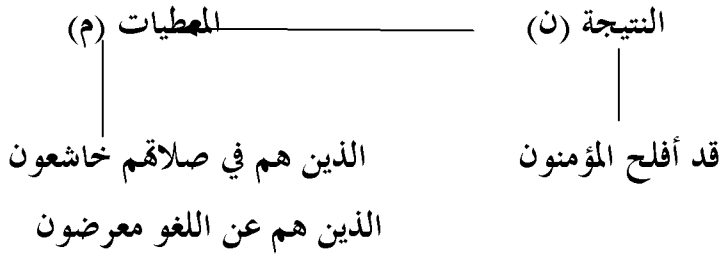 النتيجة (ن) المعطيات (م)
قد أفلح المؤمنون الذين هم في صلاتهم خاشعون
الذين هم عن اللغو معرضون